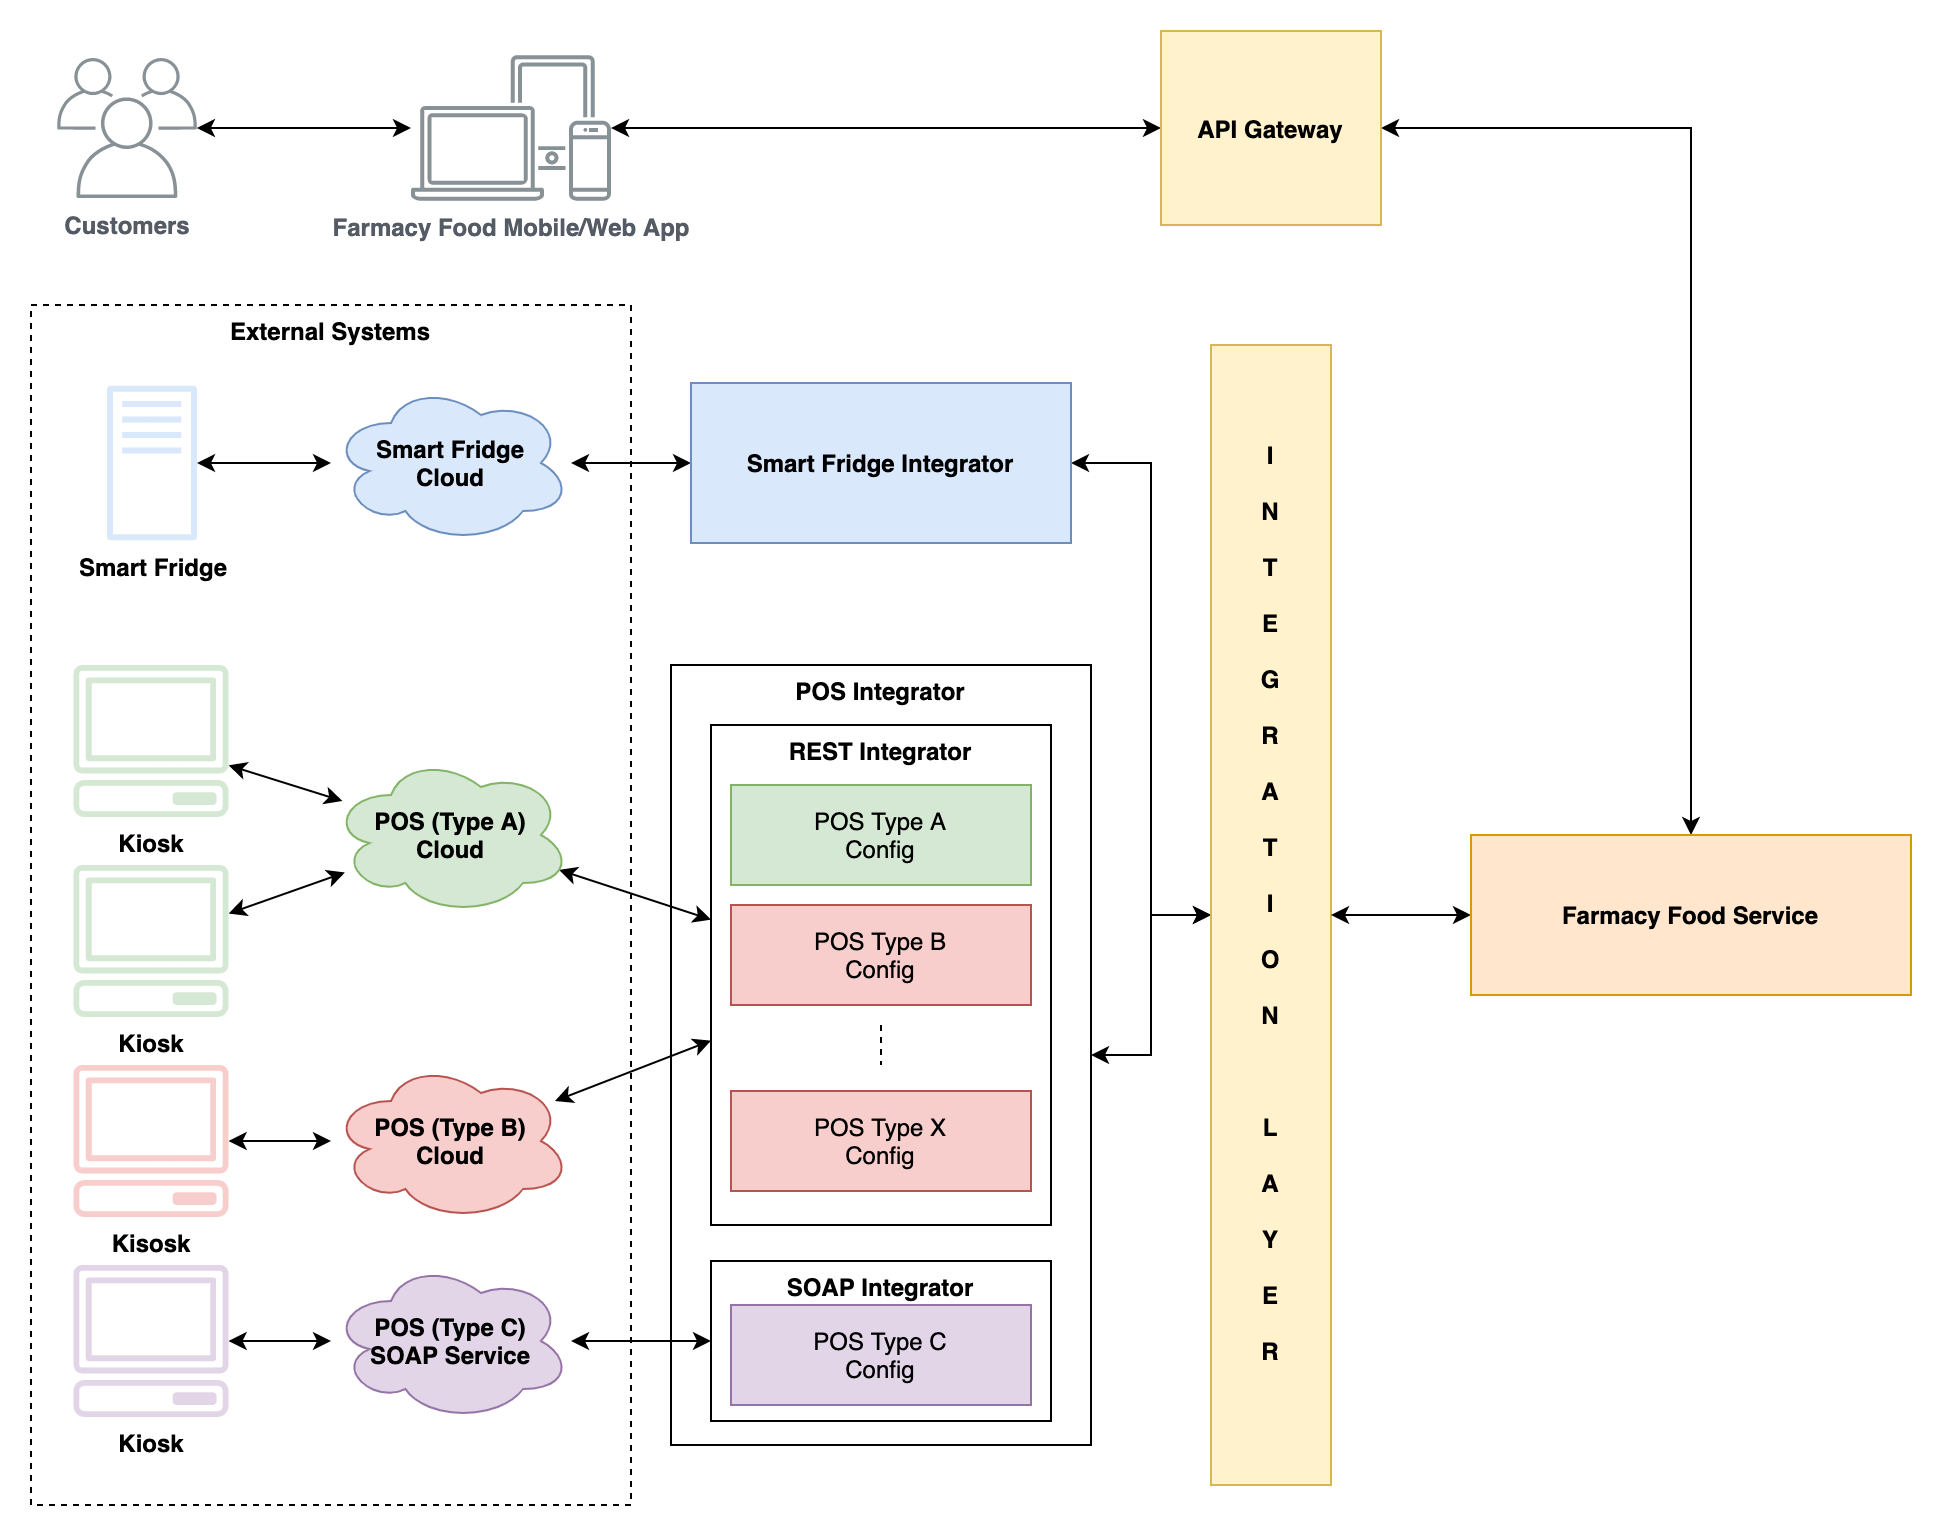 Customers
Farmacy Food Mobile/Web App
API Gateway
External Systems
Smart Fridge
Cloud
Smart Fridge
Smart Fridge Integrator
Kiosk
Kiosk
Kisosk
Kiosk
POS (Type A)
Cloud
POS (Type B)
Cloud
POS (Type C)
SOAP Service
POS Integrator
REST Integrator
POS Type A
Config
POS Type B
Config
POS Type X
Config
SOAP Integrator
POS Type C
Config
I
N
T
E
G
R
A
T
I
O
N
L
A
Y
E
R
Farmacy Food Service